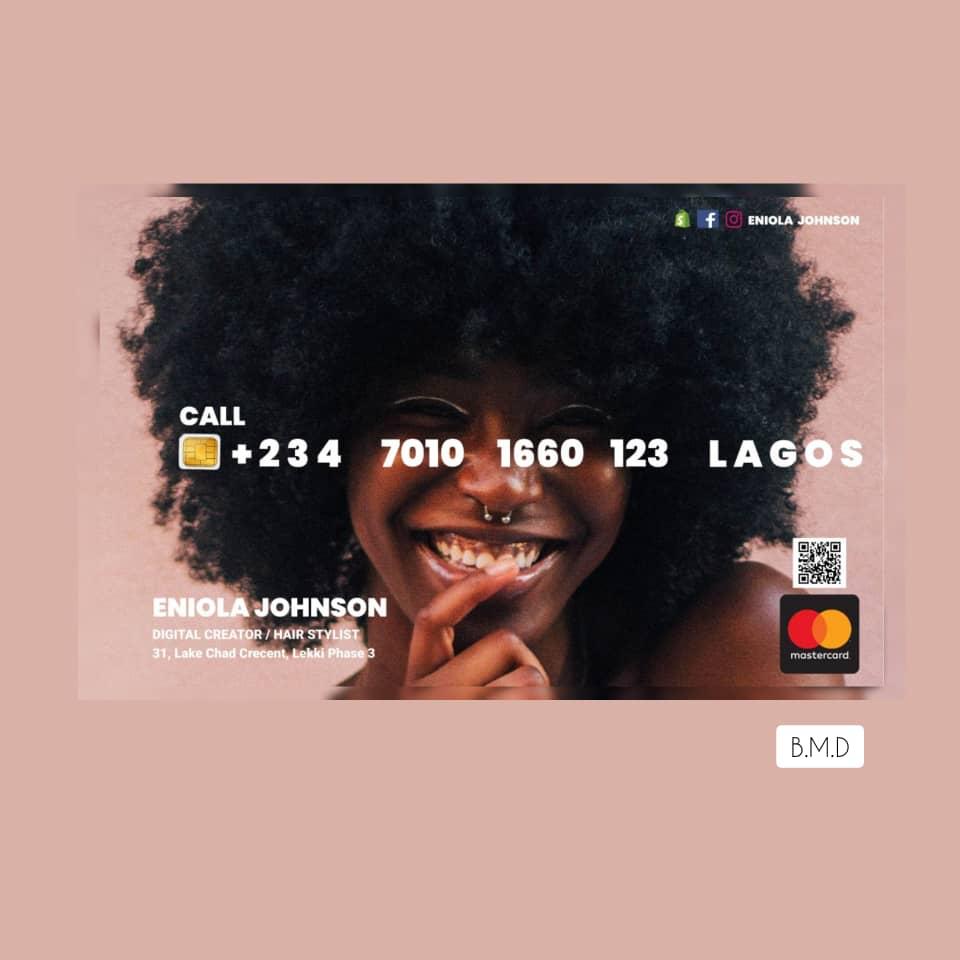 ENIOLA JOHNSON
CALL
+234 7010 1660 123 LAGOS
ENIOLA JOHNSON
DIGITAL CREATOR / HAIR STYLIST
31, Lake Chad Crecent, Lekki Phase 3
mastercard.
B.M.D